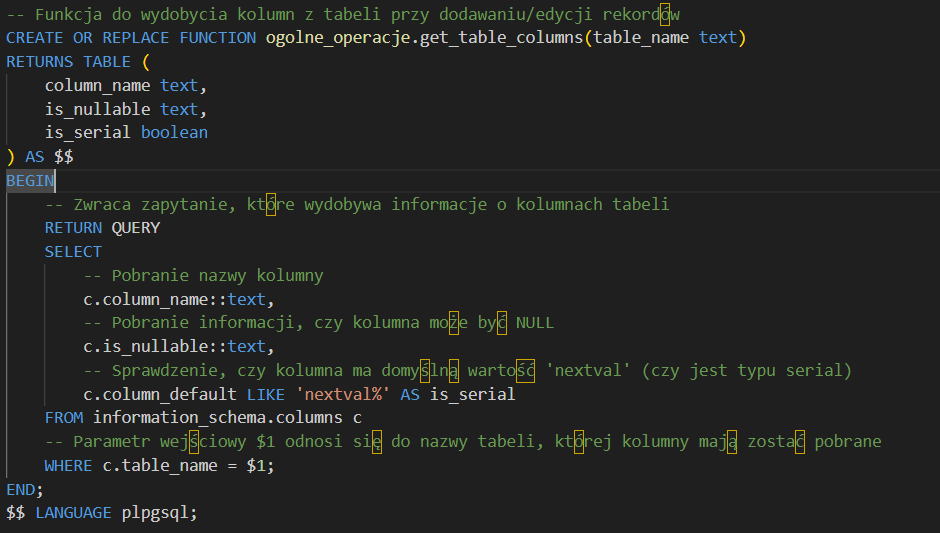 -- Funkcja do wydobycia kolumn z tabeli przy dodawaniu/edycji rekordów
CREATE OR REPLACE FUNCTION ogolne_operacje.get_table_columns(table_name text)
RETURNS TABLE (
    column_name text,
    is_nullable text,
    is_serial boolean
) AS $$
BEGIN
    -- Zwraca zapytanie, które wydobywa informacje o kolumnach tabeli
    RETURN QUERY
    SELECT
        -- Pobranie nazwy kolumny
        c.column_name::text,
        -- Pobranie informacji, czy kolumna może być NULL
        c.is_nullable::text,
        -- Sprawdzenie, czy kolumna ma domyślną wartość 'nextval' (czy jest typu serial)
        c.column_default LIKE 'nextval%' AS is_serial
    FROM information_schema.columns c
    -- Parametr wejściowy $1 odnosi się do nazwy tabeli, której kolumny mają zostać pobrane
    WHERE c.table_name = $1;
END;
$$ LANGUAGE plpgsql;